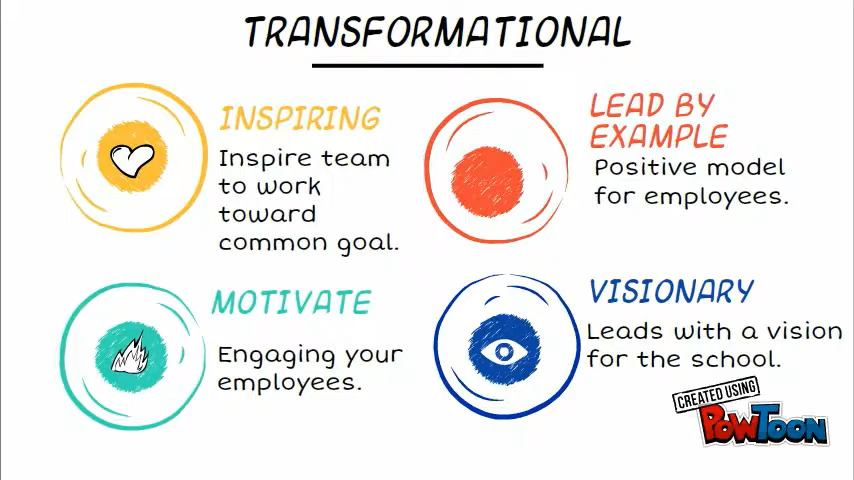 TRANSFORMATIONAL
INSPIRING
Inspire team
to work
toward
common goal.
LEAD BY
EXAMPLE
Positive model
for employees.
MOTIVATE
Engaging your
employees.
VISIONARY
Leads with a vision
for the school.
CREATED USING
POWTOON